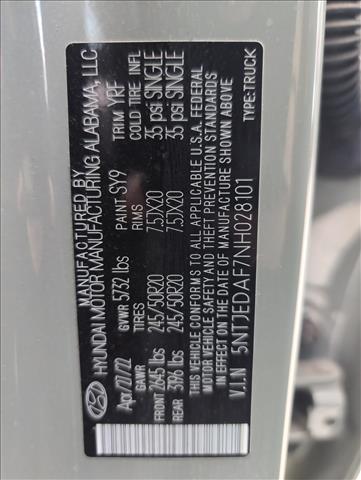 MANUFACTURED BY
HYUNDAI MOTOR MANUFACTURING ALABAMA, LLC
Apr/27/22 PAINT SY9 TRIM YRF
GVWR 5732 lbs
GAWR TIRES RIMS COLD TIRE INFL
FRONT 2645 lbs 245/50R20 7.5JX20 35 psi SINGLE
REAR 3196 lbs 245/50R20 7.5JX20 35 psi SINGLE
THIS VEHICLE CONFORMS TO ALL APPLICABLE U.S.A. FEDERAL
MOTOR VEHICLE SAFETY AND THEFT PREVENTION STANDARDS
IN EFFECT ON THE DATE OF MANUFACTURE SHOWN ABOVE
V.I.N 5NTJEDAF7NH028101 TYPE:TRUCK